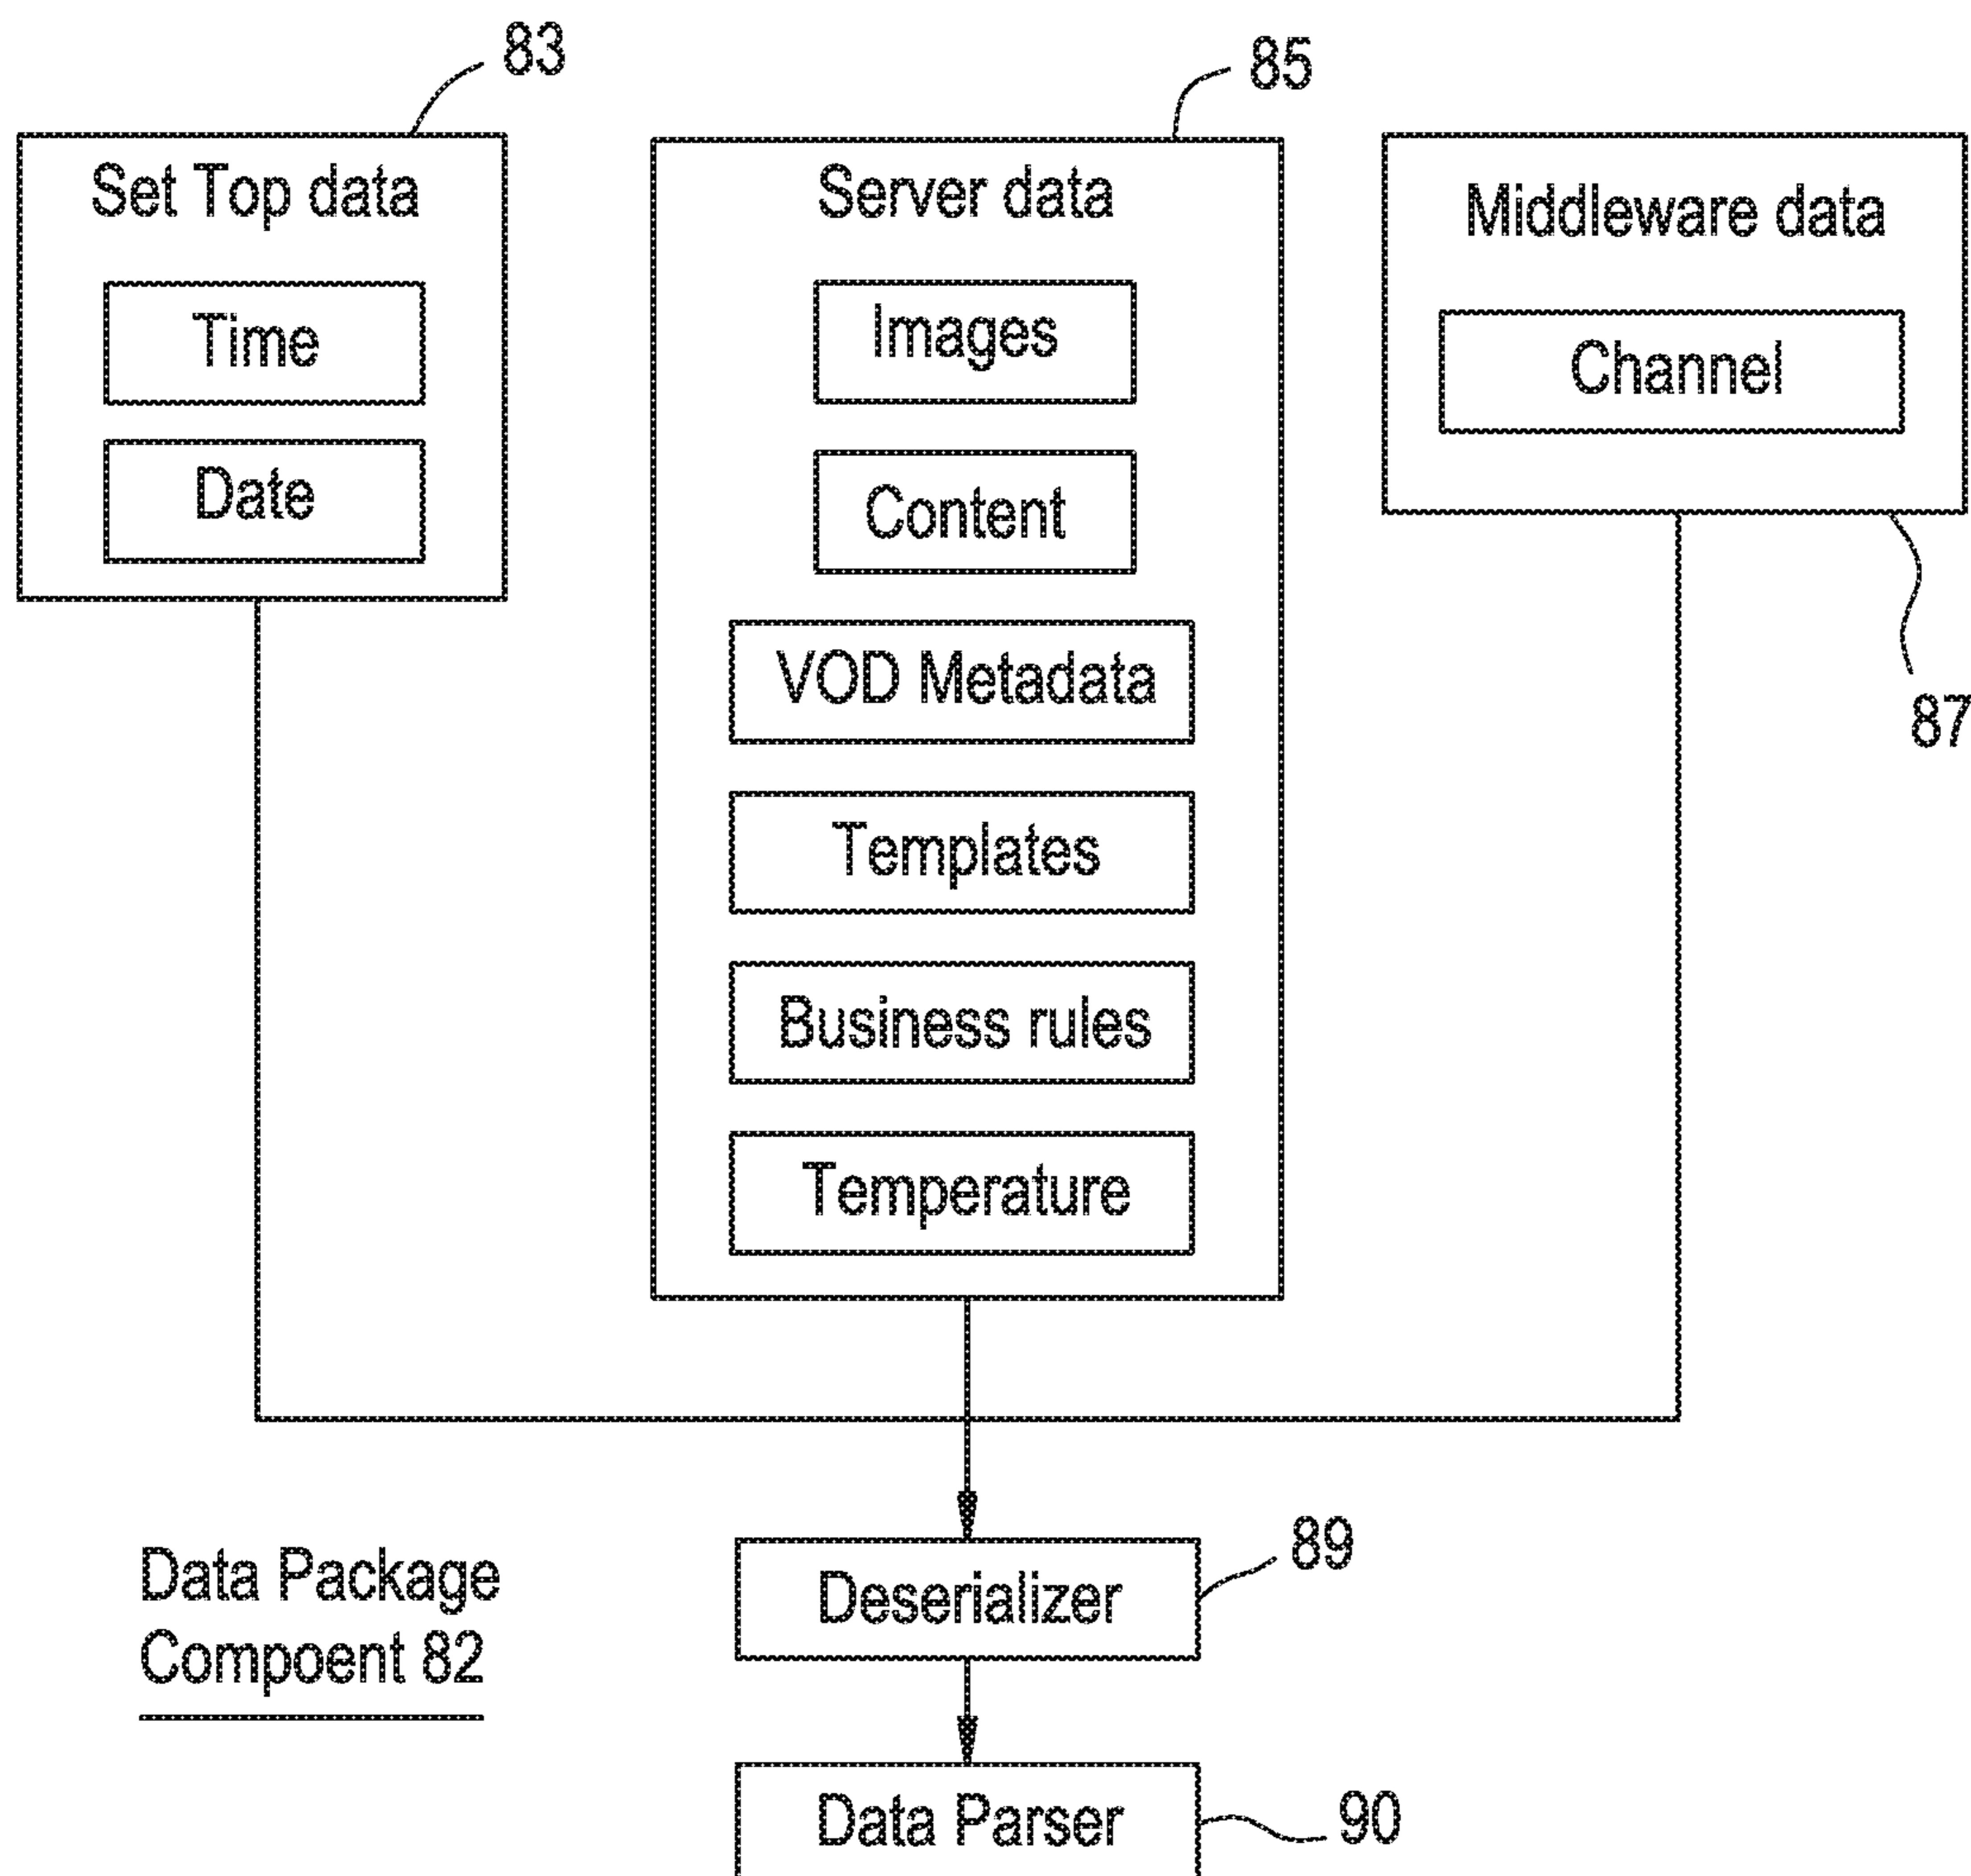 83
85
Set Top data
Time
Date
Server data
Images
Content
VOD Metadata
Templates
Business rules
Temperature
Middleware data
Channel
87
Data Package
Compoent 82
Deserializer
89
Data Parser
90